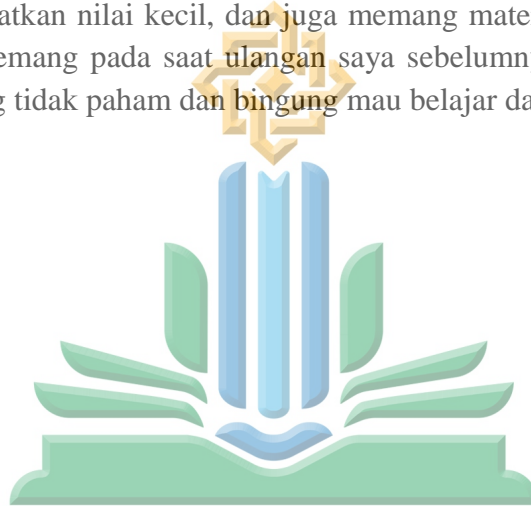 atkan nilai kecil, dan juga memang mate
emang pada saat ulangan saya sebelumn
g tidak paham dan bingung mau belajar da